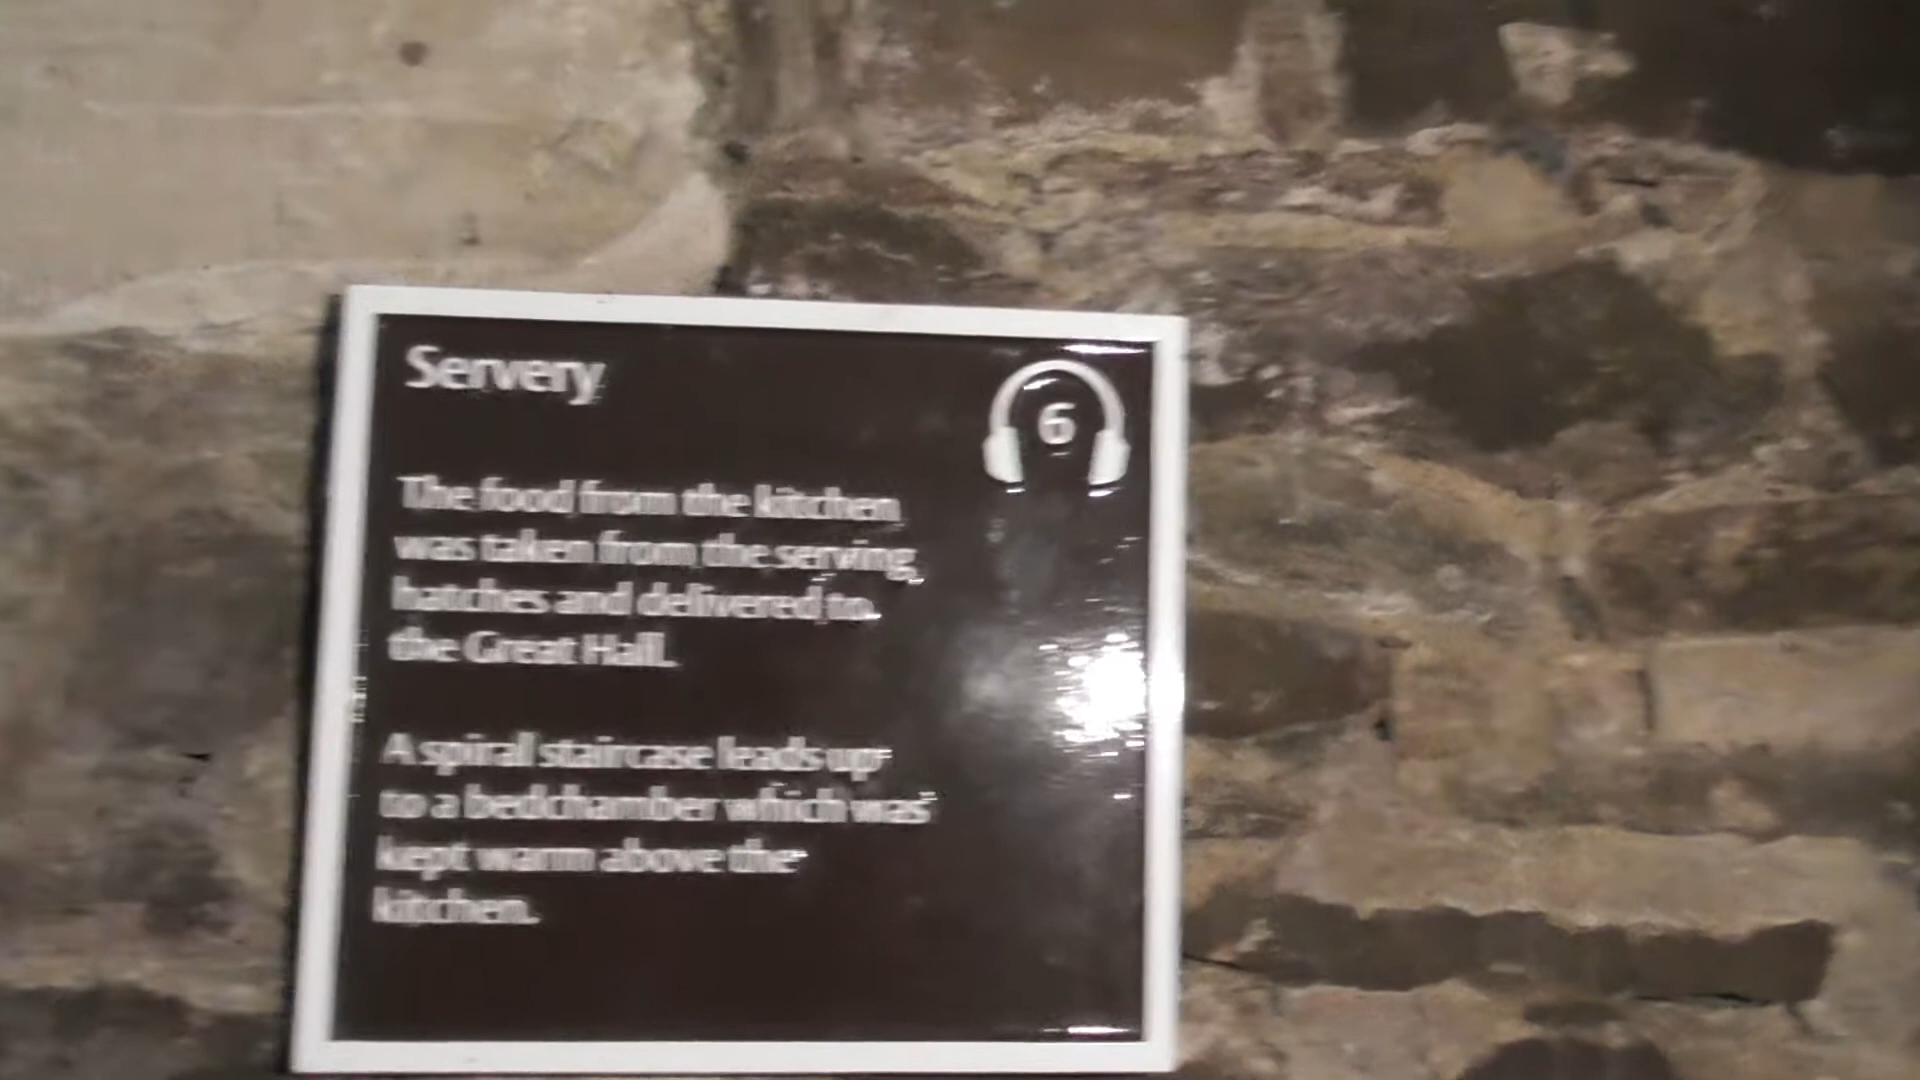 Servery
6
The food from the kitchen
was taken from the serving
hatches and delivered to
the Great Hall.
A spiral staircase leads up
to a bedchamber which was
kept warm above the
kitchen.